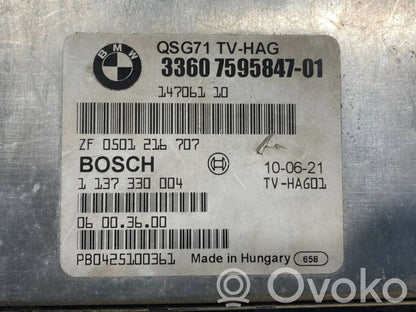 BMW
QSG71 TV-HAG
3360 7595847-01
147061 10
ZF 0501 216 707
BOSCH
10-06-21
1 137 330 004
TV-HAG01
06 00.36.00
PB0425100361
Made in Hungary 658
OVOKO